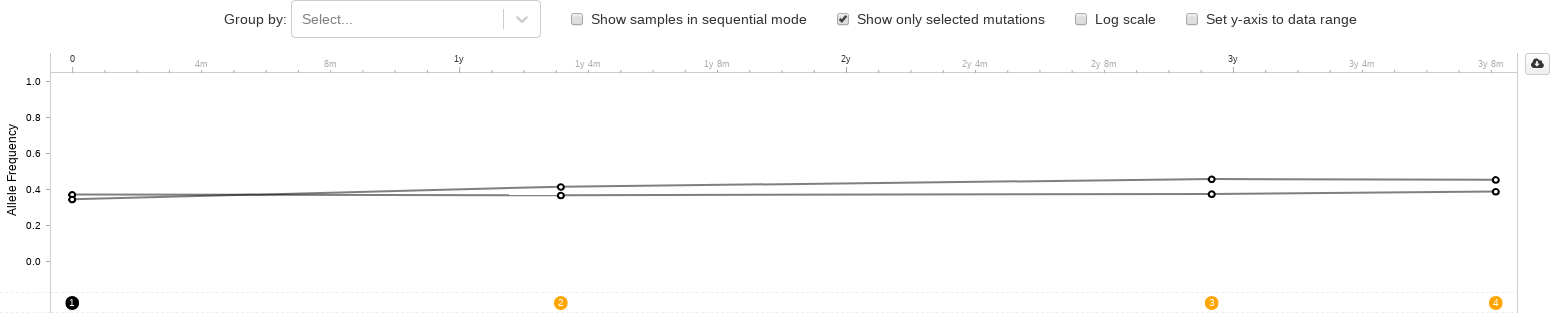 Group by: Select... Show samples in sequential mode Show only selected mutations Log scale Set y-axis to data range
0 4m 8m 1y 1y 4m 1y 8m 2y 2y 4m 2y 8m 3y 3y 4m 3y 8m
1.0
0.8
0.6
0.4
0.2
0.0
Allele Frequency
1 2 3 4